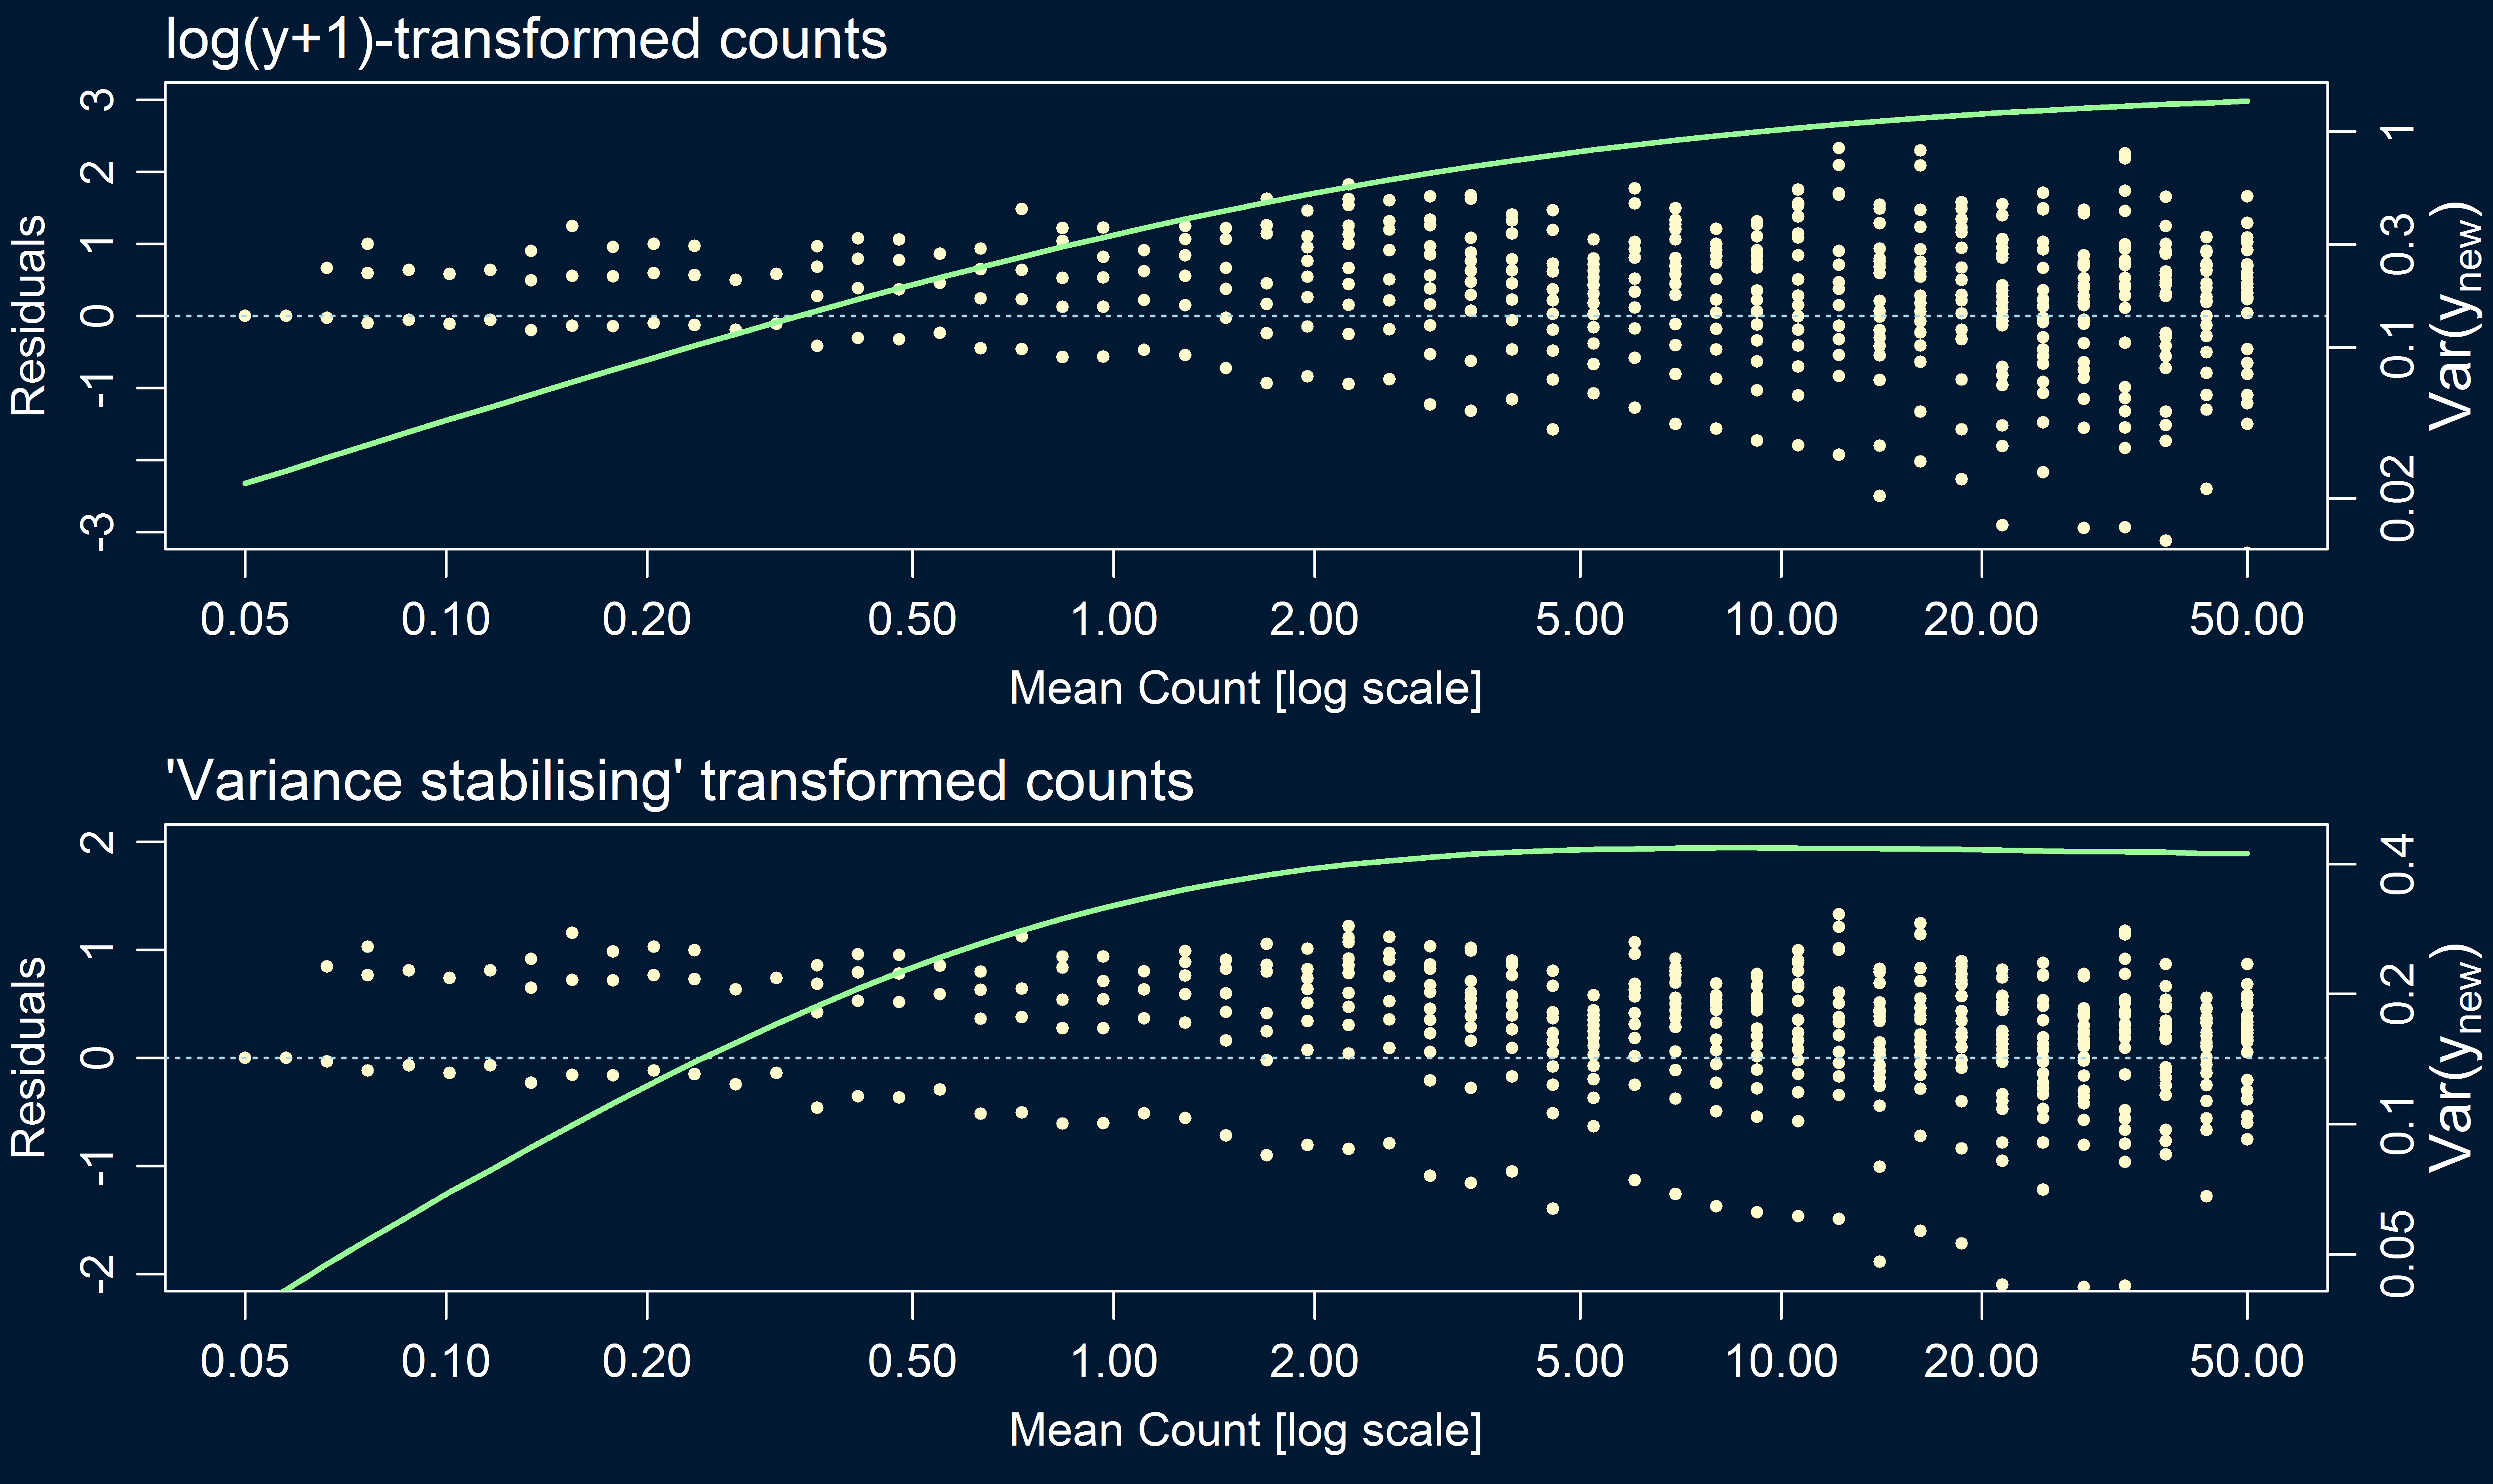 log(y+1)-transformed counts
3
2
1
0
-1
-3
Residuals
1
0.3
0.1
0.02
Var(ynew)
0.05 0.10 0.20 0.50 1.00 2.00 5.00 10.00 20.00 50.00
Mean Count [log scale]
'Variance stabilising' transformed counts
2
1
0
-1
-2
Residuals
0.4
0.2
0.1
0.05
Var(ynew)
0.05 0.10 0.20 0.50 1.00 2.00 5.00 10.00 20.00 50.00
Mean Count [log scale]